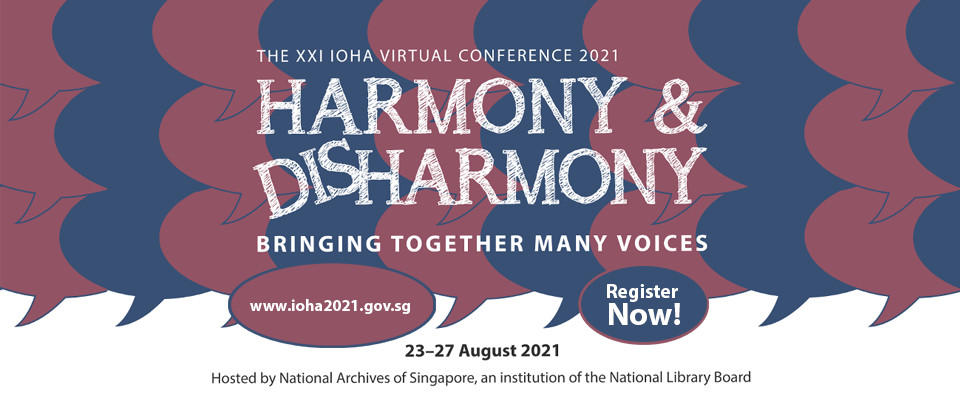 THE XXI IOHA VIRTUAL CONFERENCE 2021
HARMONY &
DISHARMONY
BRINGING TOGETHER MANY VOICES
www.ioha2021.gov.sg
Register
Now!
23–27 August 2021
Hosted by National Archives of Singapore, an institution of the National Library Board